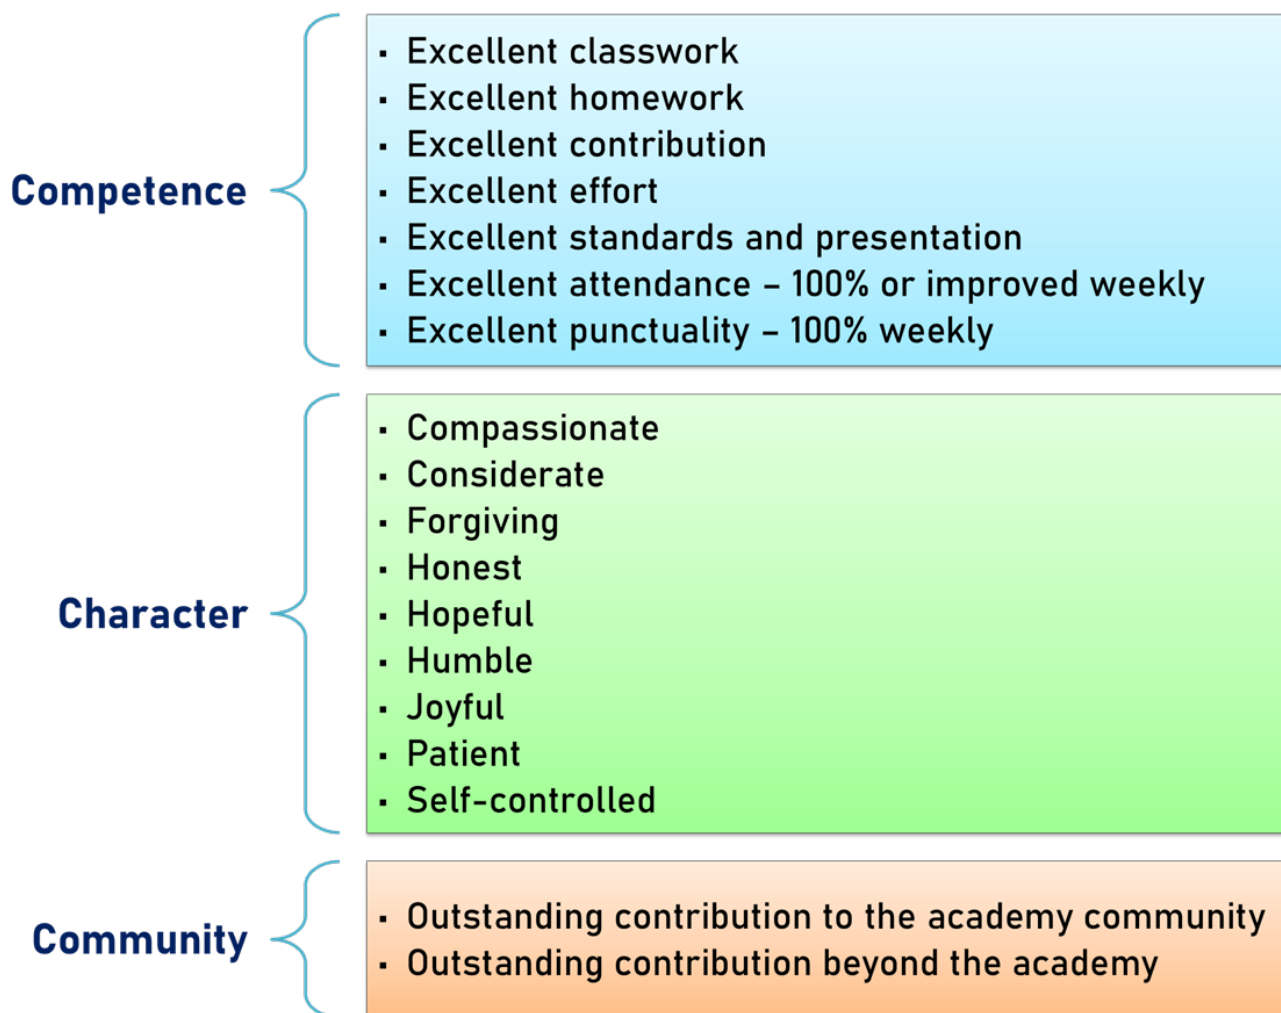 Competence
▪ Excellent classwork
▪ Excellent homework
▪ Excellent contribution
▪ Excellent effort
▪ Excellent standards and presentation
▪ Excellent attendance – 100% or improved weekly
▪ Excellent punctuality – 100% weekly
Character
▪ Compassionate
▪ Considerate
▪ Forgiving
▪ Honest
▪ Hopeful
▪ Humble
▪ Joyful
▪ Patient
▪ Self-controlled
Community
▪ Outstanding contribution to the academy community
▪ Outstanding contribution beyond the academy